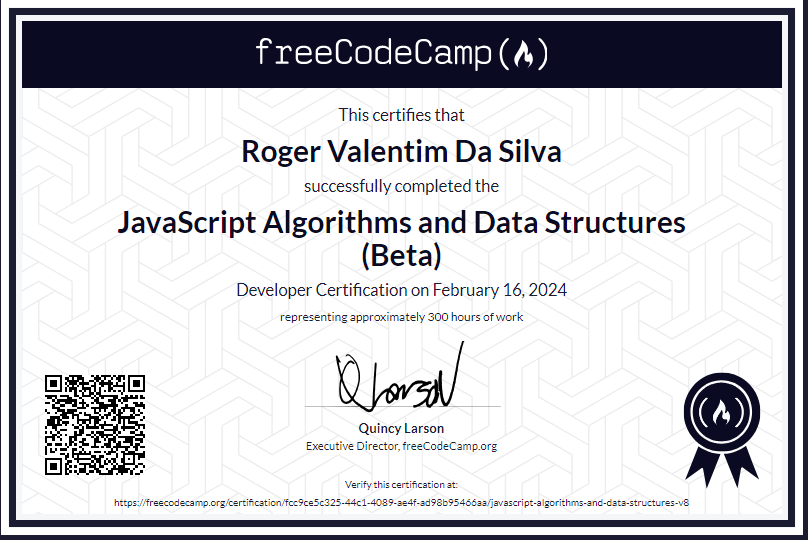 freeCodeCamp
This certifies that
Roger Valentim Da Silva
successfully completed the
JavaScript Algorithms and Data Structures
(Beta)
Developer Certification on February 16, 2024
representing approximately 300 hours of work
Quincy Larson
Executive Director, freeCodeCamp.org
Verify this certification at:
https://freecodecamp.org/certification/fcc9ce5c325-44c1-4089-ae4f-ad98b95466aa/javascript-algorithms-and-data-structures-v8